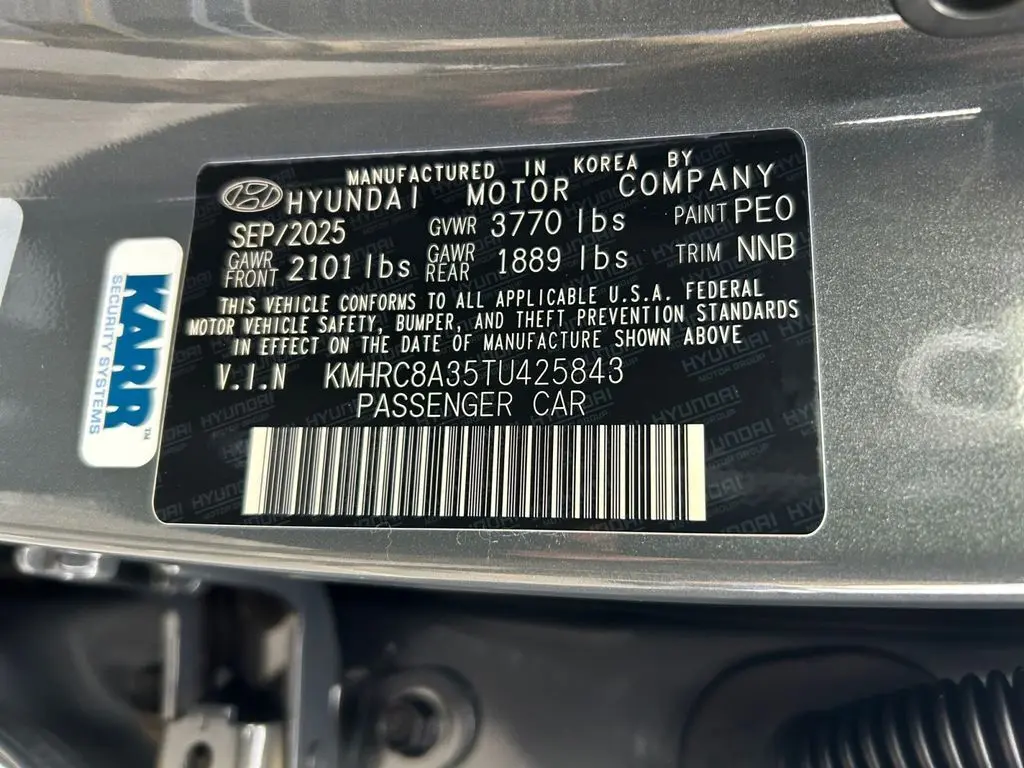 MANUFACTURED IN KOREA BY
HYUNDAI MOTOR COMPANY
SEP/2025 GVWR 3770 lbs PAINT PE0
GAWR FRONT 2101 lbs GAWR REAR 1889 lbs TRIM NNB
THIS VEHICLE CONFORMS TO ALL APPLICABLE U.S.A. FEDERAL
MOTOR VEHICLE SAFETY, BUMPER, AND THEFT PREVENTION STANDARDS
IN EFFECT ON THE DATE OF MANUFACTURE SHOWN ABOVE
V.I.N KMHRC8A35TU425843
PASSENGER CAR
KARR™
SECURITY SYSTEMS